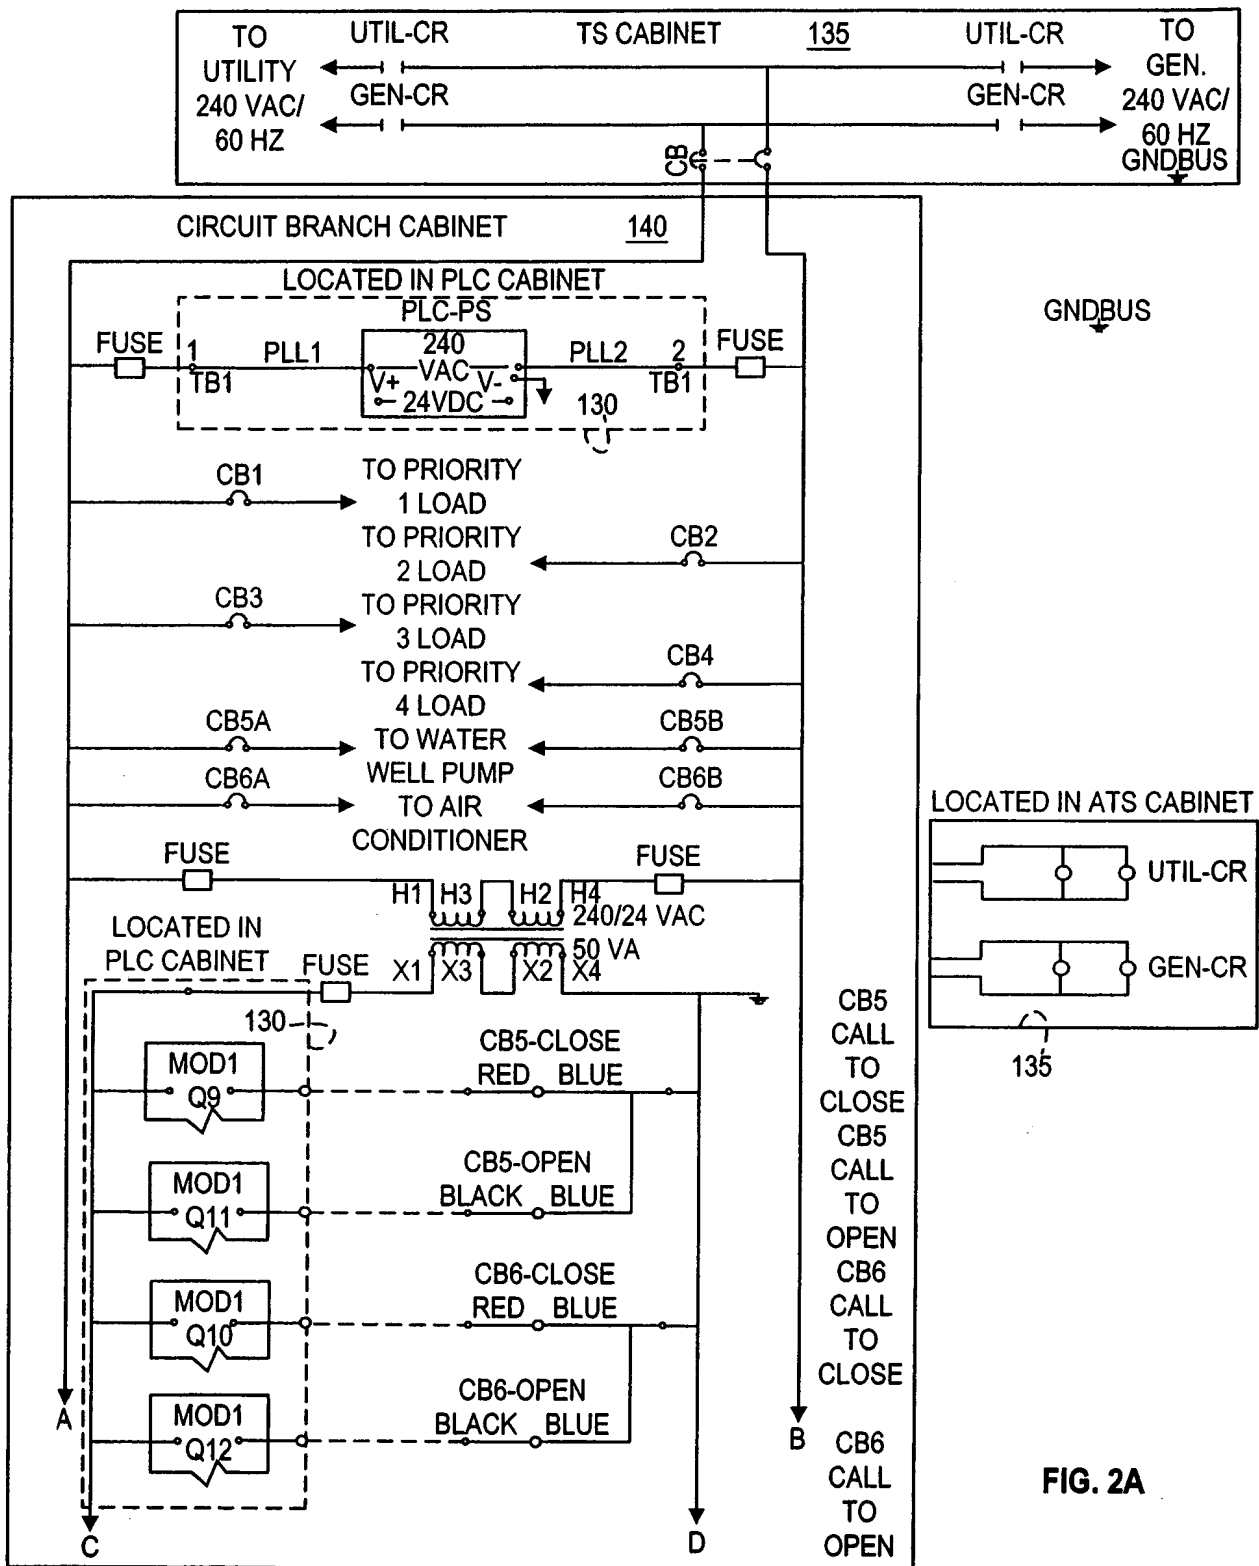 TO UTILITY 240 VAC/ 60 HZ
UTIL-CR
TS CABINET
135
UTIL-CR
TO GEN. 240 VAC/ 60 HZ
GEN-CR
GEN-CR
CB
GNDBUS
CIRCUIT BRANCH CABINET
140
LOCATED IN PLC CABINET
PLC-PS
GNDBUS
FUSE
1
PLL1
240
PLL2
2
FUSE
TB1
V+
VAC
V-
TB1
24VDC
130
CB1
TO PRIORITY
1 LOAD
TO PRIORITY
2 LOAD
CB2
CB3
TO PRIORITY
3 LOAD
TO PRIORITY
4 LOAD
CB4
CB5A
TO WATER
WELL PUMP
CB5B
CB6A
TO AIR
CONDITIONER
CB6B
LOCATED IN ATS CABINET
UTIL-CR
GEN-CR
135
FUSE
FUSE
H1
H3
H2
H4
240/24 VAC
50 VA
X1
X3
X2
X4
LOCATED IN
PLC CABINET
FUSE
130
MOD1
Q9
CB5-CLOSE
RED
BLUE
CB5
CALL
TO
CLOSE
MOD1
Q11
CB5-OPEN
BLACK
BLUE
CB5
CALL
TO
OPEN
MOD1
Q10
CB6-CLOSE
RED
BLUE
CB6
CALL
TO
CLOSE
MOD1
Q12
CB6-OPEN
BLACK
BLUE
CB6
CALL
TO
OPEN
A
B
C
D
FIG. 2A